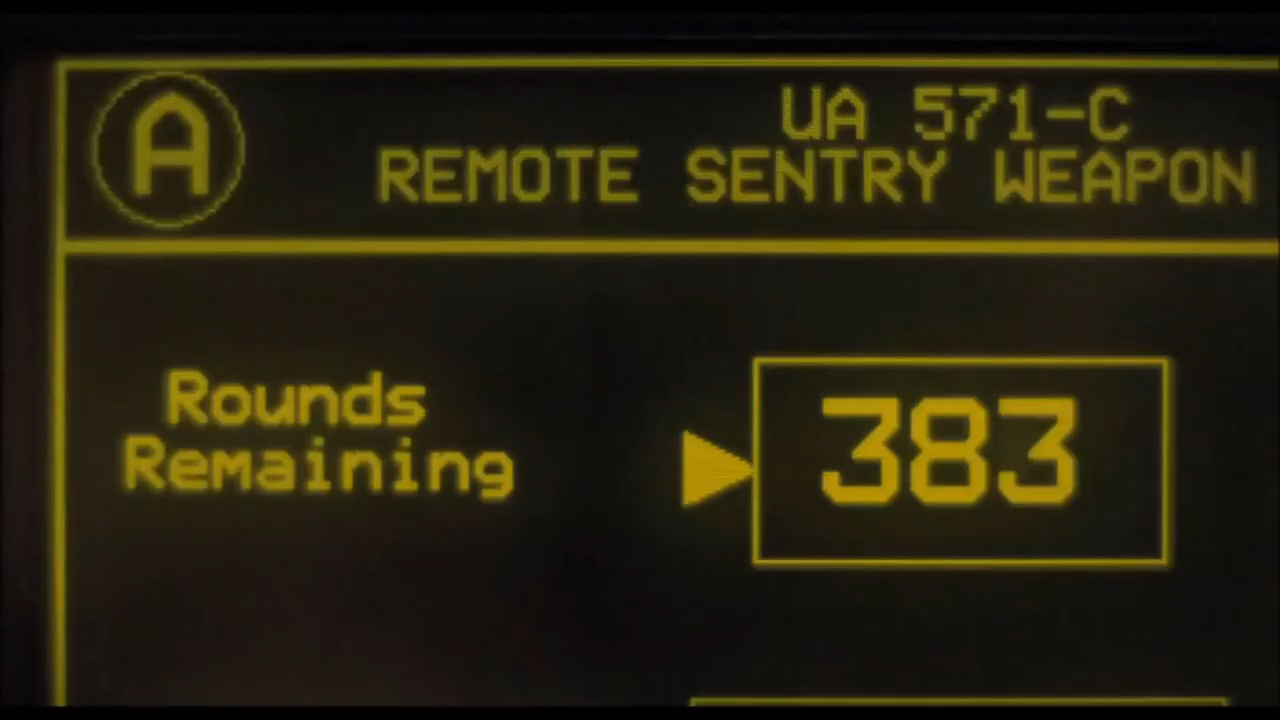 A
UA 571-C
REMOTE SENTRY WEAPON
Rounds
Remaining
383